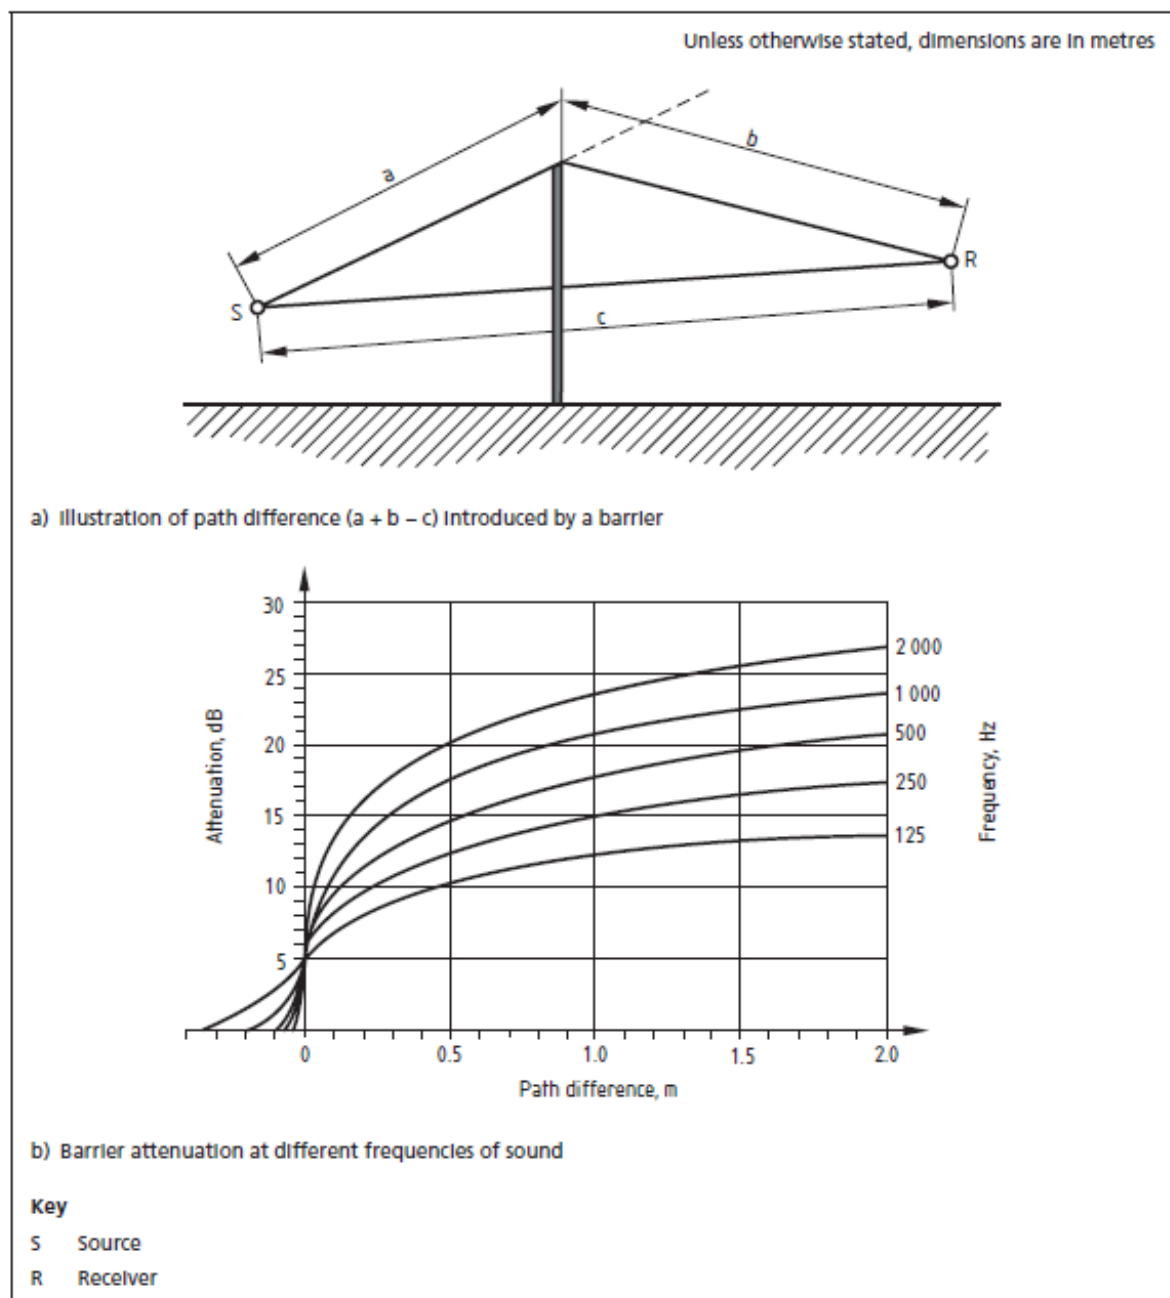 Unless otherwise stated, dimensions are in metres
a
b
S
R
c
a) Illustration of path difference (a + b – c) introduced by a barrier
30
25
20
15
10
5
Attenuation, dB
2 000
1 000
500
250
125
Frequency, Hz
0
0.5
1.0
1.5
2.0
Path difference, m
b) Barrier attenuation at different frequencies of sound
Key
S Source
R Receiver